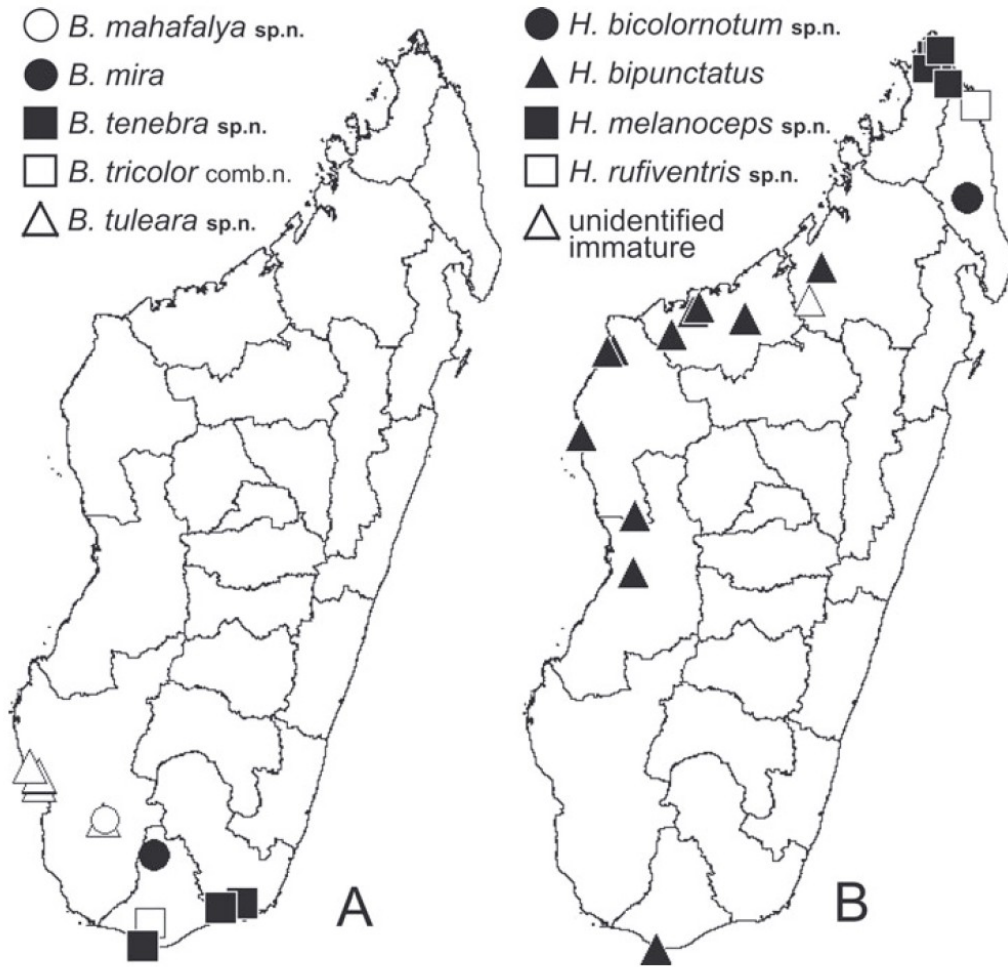 B. mahafalya sp.n.
B. mira
B. tenebra sp.n.
B. tricolor comb.n.
B. tuleara sp.n.
A
H. bicolornotum sp.n.
H. bipunctatus
H. melanoceps sp.n.
H. rufiventris sp.n.
unidentified
immature
B